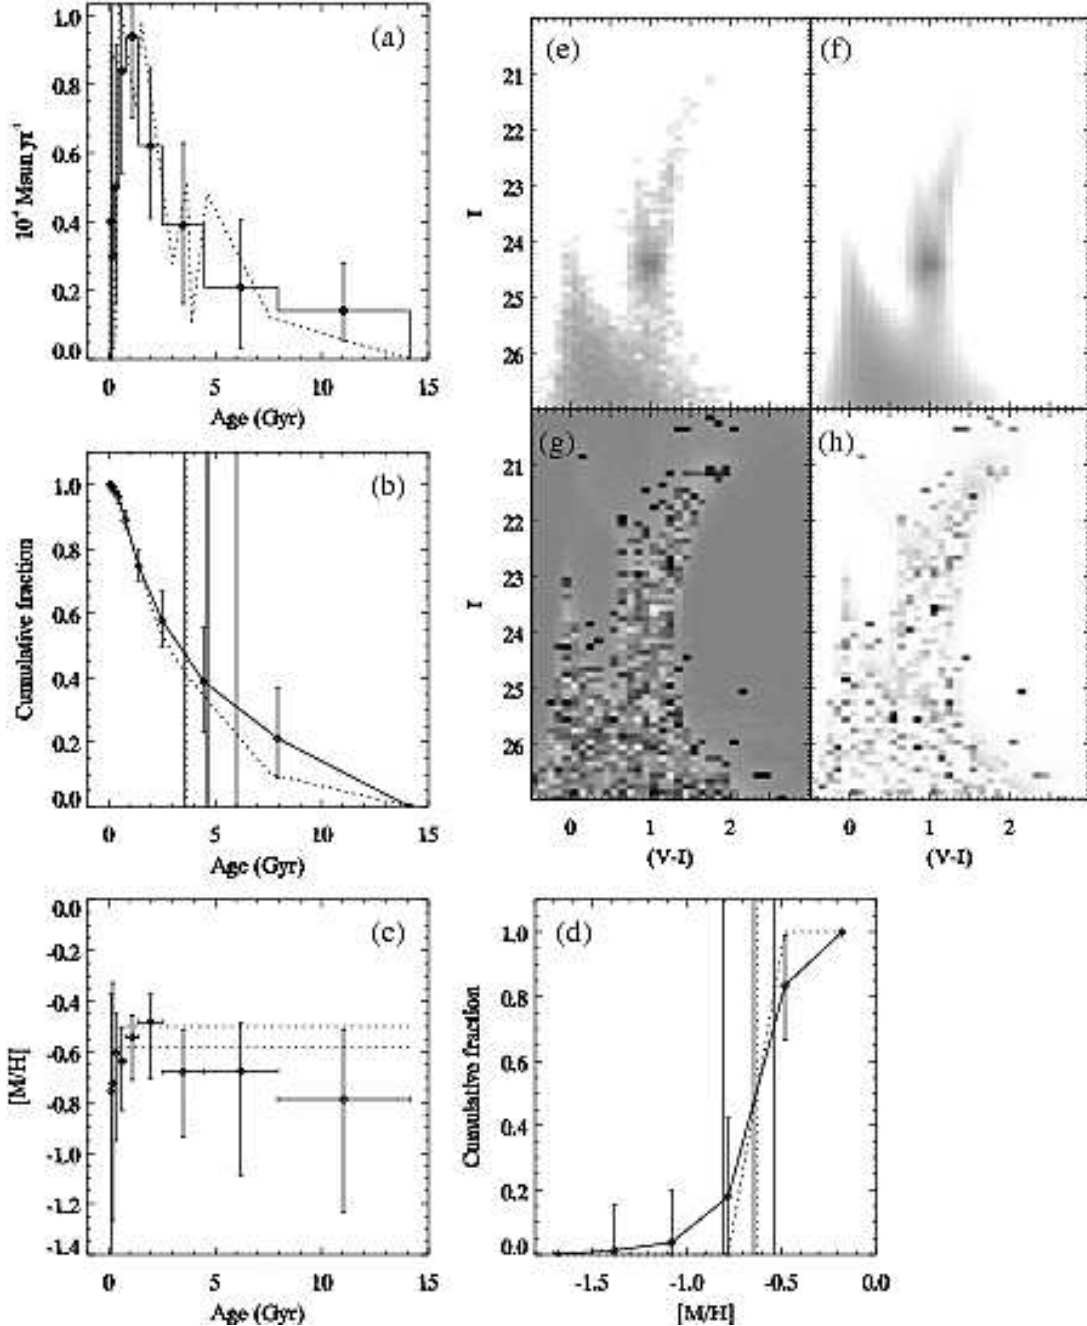 (a)
1.0
0.8
0.6
0.4
0.2
0.0
10⁻⁴ Msun yr⁻¹
0 5 10 15
Age (Gyr)
(b)
1.0
0.8
0.6
0.4
0.2
0.0
Cumulative fraction
0 5 10 15
Age (Gyr)
(c)
0.0
-0.2
-0.4
-0.6
-0.8
-1.0
-1.2
-1.4
[M/H]
0 5 10 15
Age (Gyr)
(e)
(f)
21
22
23
24
25
26
I
(g)
(h)
21
22
23
24
25
26
I
0 1 2
(V-I)
0 1 2
(V-I)
(d)
1.0
0.8
0.6
0.4
0.2
0.0
Cumulative fraction
-1.5 -1.0 -0.5 0.0
[M/H]